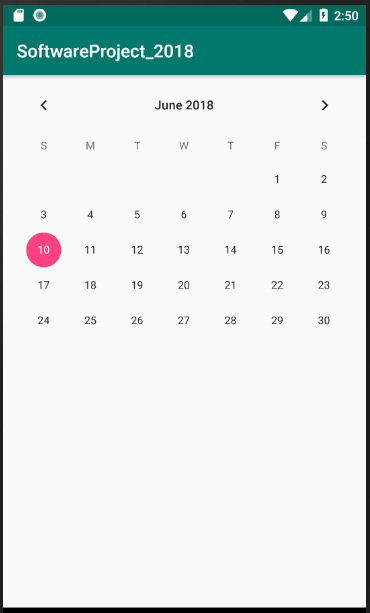 2:50
SoftwareProject_2018
June 2018
S M T W T F S
1 2
3 4 5 6 7 8 9
10 11 12 13 14 15 16
17 18 19 20 21 22 23
24 25 26 27 28 29 30